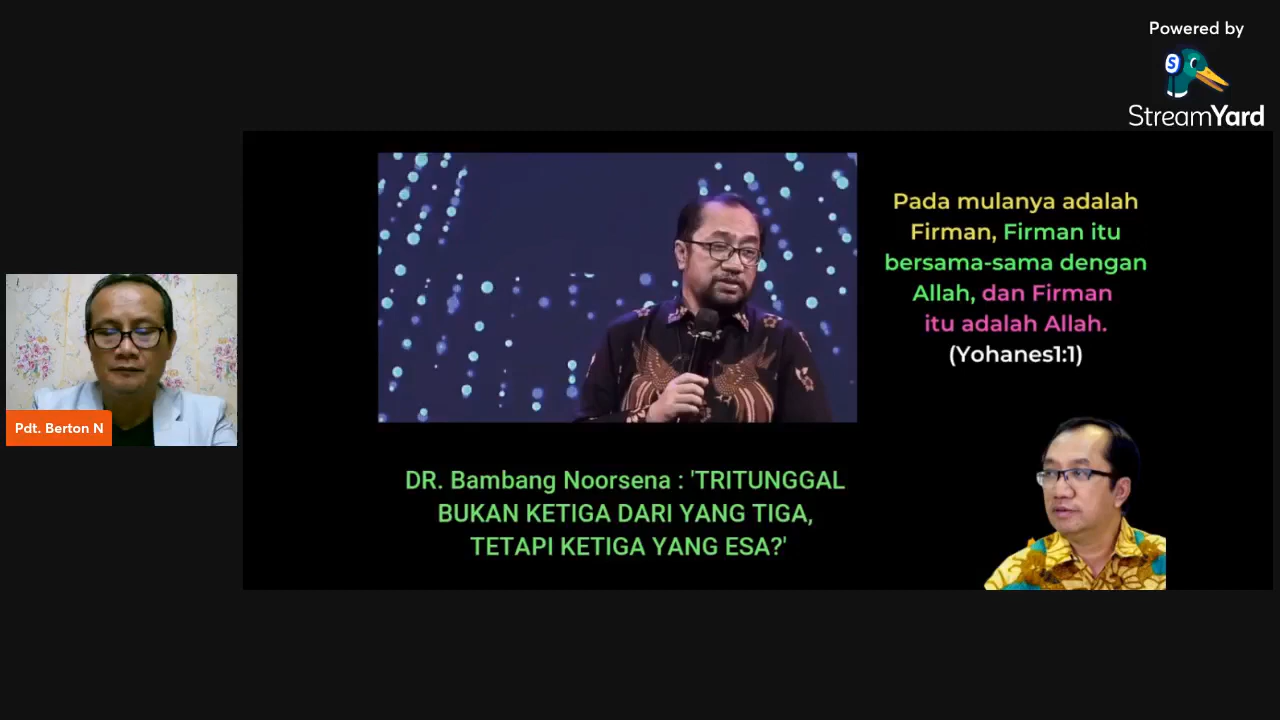 Powered by
S
StreamYard
Pada mulanya adalah
Firman, Firman itu
bersama-sama dengan
Allah, dan Firman
itu adalah Allah.
(Yohanes1:1)
Pdt. Berton N
DR. Bambang Noorsena : 'TRITUNGGAL
BUKAN KETIGA DARI YANG TIGA,
TETAPI KETIGA YANG ESA?'